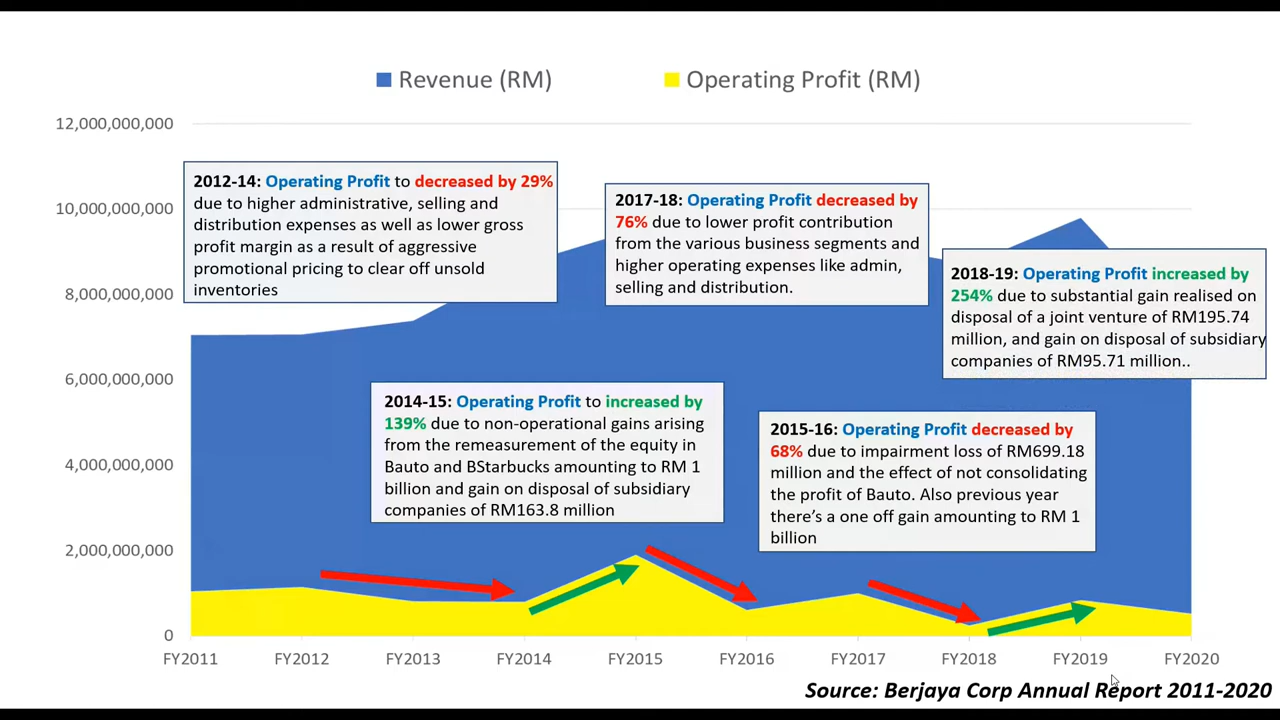 Revenue (RM)
Operating Profit (RM)
12,000,000,000
10,000,000,000
8,000,000,000
6,000,000,000
4,000,000,000
2,000,000,000
0
2012-14: Operating Profit to decreased by 29%
due to higher administrative, selling and
distribution expenses as well as lower gross
profit margin as a result of aggressive
promotional pricing to clear off unsold
inventories
2017-18: Operating Profit decreased by
76% due to lower profit contribution
from the various business segments and
higher operating expenses like admin,
selling and distribution.
2018-19: Operating Profit increased by
254% due to substantial gain realised on
disposal of a joint venture of RM195.74
million, and gain on disposal of subsidiary
companies of RM95.71 million..
2014-15: Operating Profit to increased by
139% due to non-operational gains arising
from the remeasurement of the equity in
Bauto and BStarbucks amounting to RM 1
billion and gain on disposal of subsidiary
companies of RM163.8 million
2015-16: Operating Profit decreased by
68% due to impairment loss of RM699.18
million and the effect of not consolidating
the profit of Bauto. Also previous year
there's a one off gain amounting to RM 1
billion
FY2011 FY2012 FY2013 FY2014 FY2015 FY2016 FY2017 FY2018 FY2019 FY2020
Source: Berjaya Corp Annual Report 2011-2020